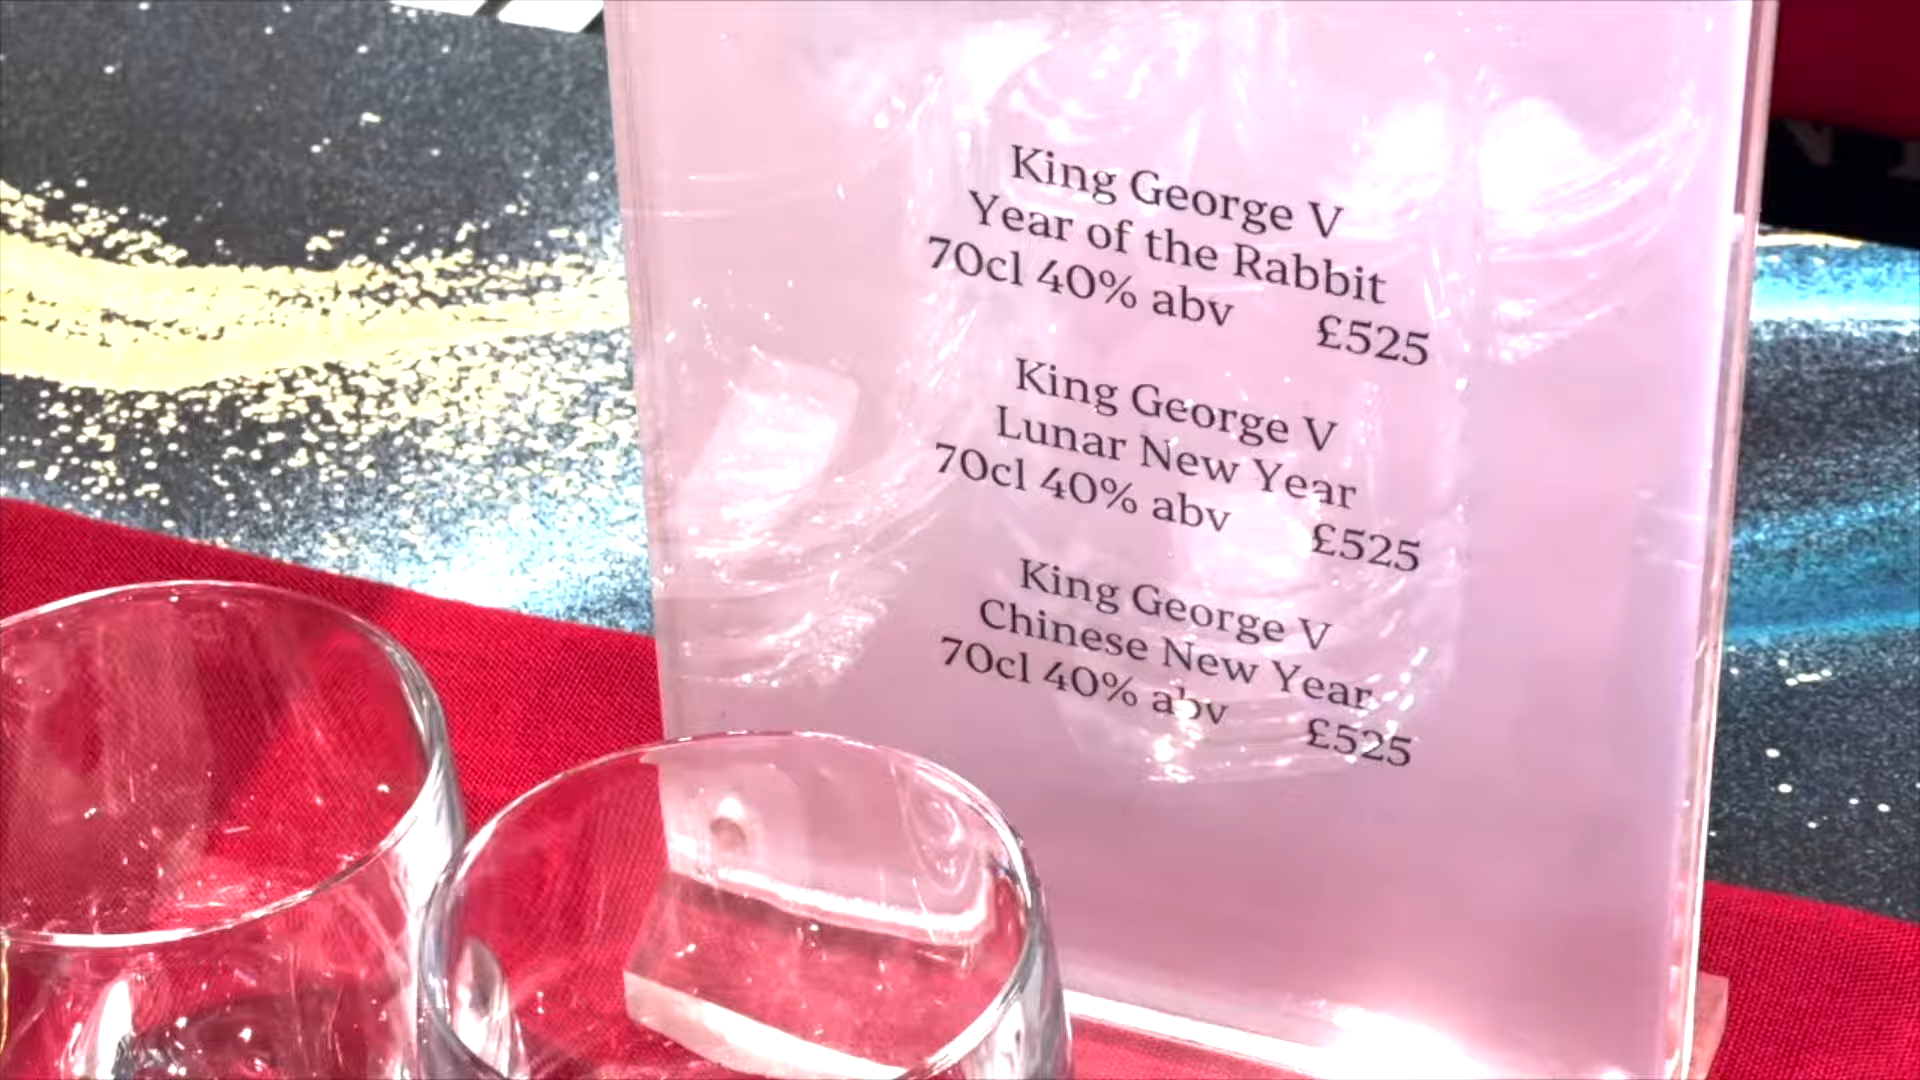 King George V
Year of the Rabbit
70cl 40% abv £525
King George V
Lunar New Year
70cl 40% abv £525
King George V
Chinese New Year
70cl 40% abv £525